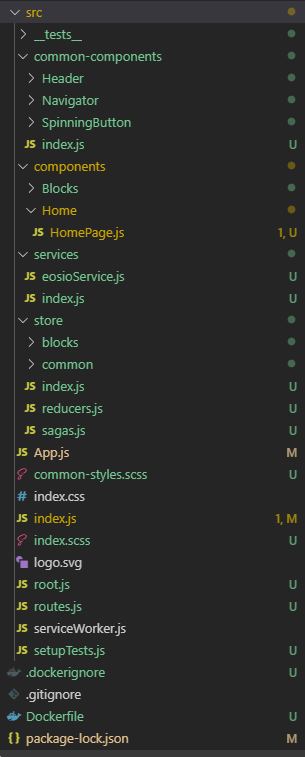 src
__tests__
common-components
Header
Navigator
SpinningButton
JS index.js U
components
Blocks
Home
JS HomePage.js 1, U
services
JS eosioService.js U
JS index.js U
store
blocks
common
JS index.js U
JS reducers.js U
JS sagas.js U
JS App.js M
common-styles.scss U
# index.css
JS index.js 1, M
index.scss U
logo.svg
JS root.js U
JS routes.js U
JS serviceWorker.js
JS setupTests.js U
.dockerignore U
.gitignore
Dockerfile U
{} package-lock.json M